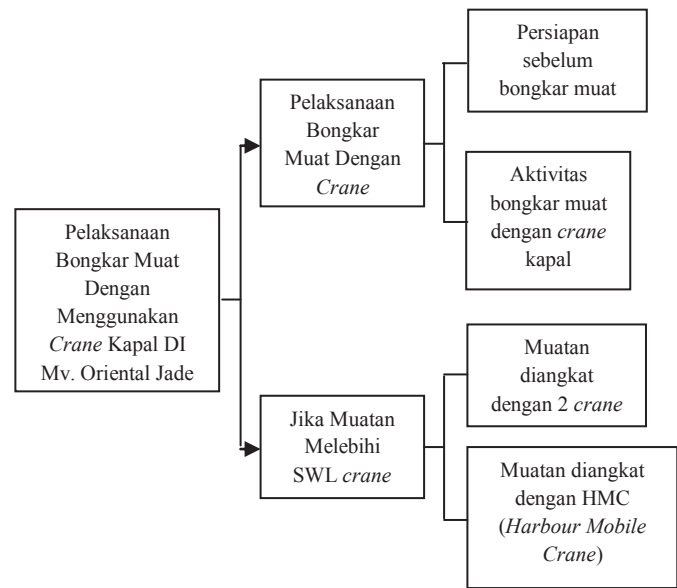 Pelaksanaan
Bongkar Muat
Dengan
Menggunakan
Crane Kapal DI
Mv. Oriental Jade
Pelaksanaan
Bongkar
Muat Dengan
Crane
Persiapan
sebelum
bongkar muat
Aktivitas
bongkar muat
dengan crane
kapal
Jika Muatan
Melebihi
SWL crane
Muatan
diangkat
dengan 2 crane
Muatan diangkat
dengan HMC
(Harbour Mobile
Crane)